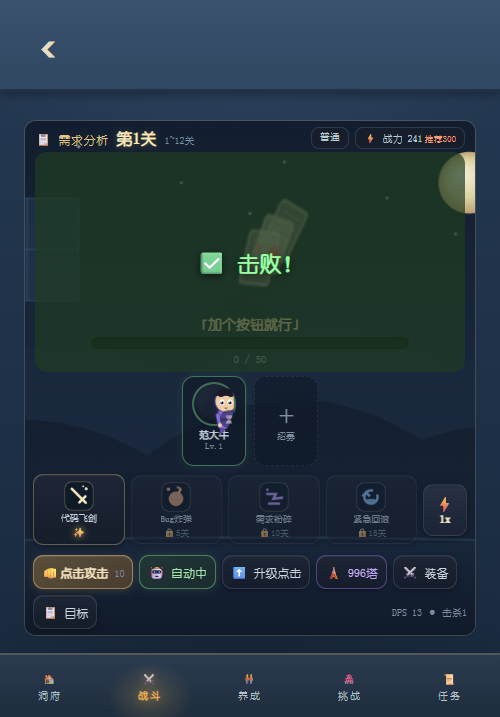 需求分析 第1关 1~12关 普通 战力 241 推荐300
击败!
「加个按钮就行」
0 / 50
范大牛
Lv.1
+
招募
代码飞剑 Bug炸弹 需求粉碎 紧急回滚
5关 10关 15关 1x
点击攻击 10 自动中 升级点击 996塔 装备
目标 DPS 13 ● 击杀1
洞府 战斗 养成 挑战 任务